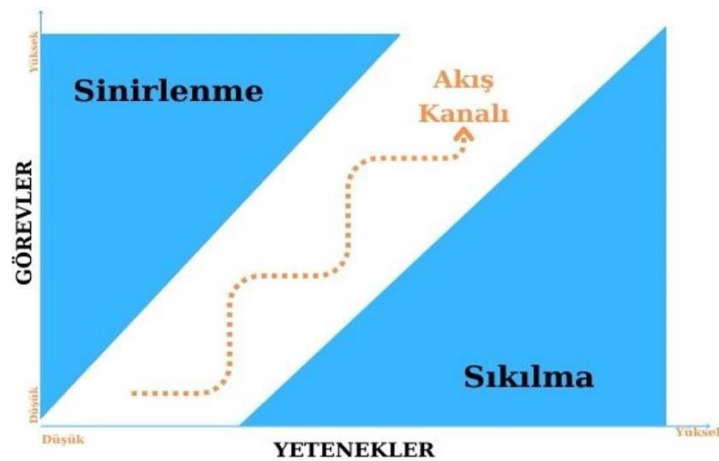 Yüksek
Sinirlenme
Akış
Kanalı
GÖREVLER
Sıkılma
Düşük
Düşük
Yüksek
YETENEKLER